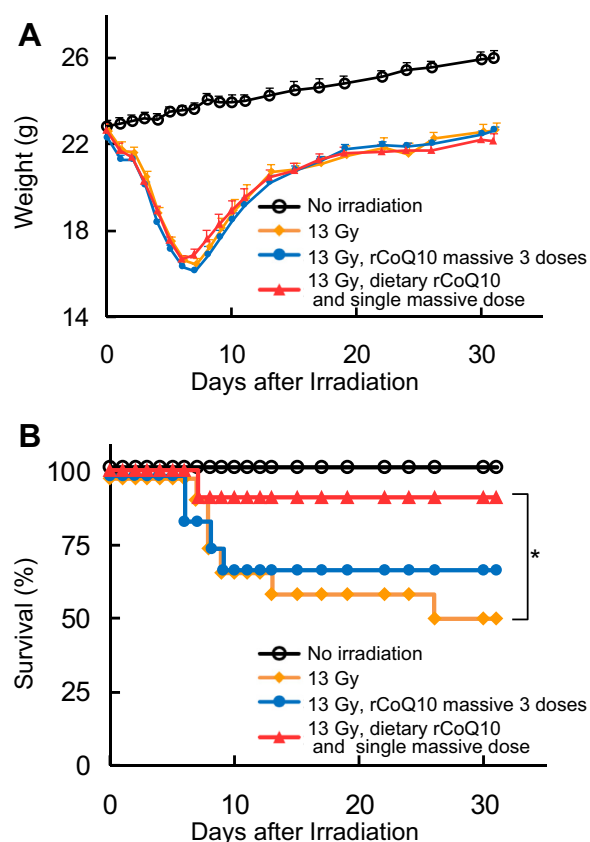 A
Weight (g)
26
22
18
14
No irradiation
13 Gy
13 Gy, rCoQ10 massive 3 doses
13 Gy, dietary rCoQ10
and single massive dose
0
10
20
30
Days after Irradiation
B
Survival (%)
100
75
50
25
0
*
No irradiation
13 Gy
13 Gy, rCoQ10 massive 3 doses
13 Gy, dietary rCoQ10
and single massive dose
0
10
20
30
Days after Irradiation